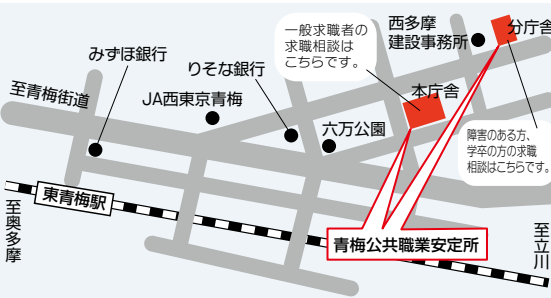 一般求職者の
求職相談は
こちらです。
西多摩
建設事務所
分庁舎
みずほ銀行
りそな銀行
至青梅街道
JA西東京青梅
本庁舎
六万公園
障害のある方、
学卒の方の求職
相談はこちらです。
東青梅駅
至奥多摩
青梅公共職業安定所
至立川